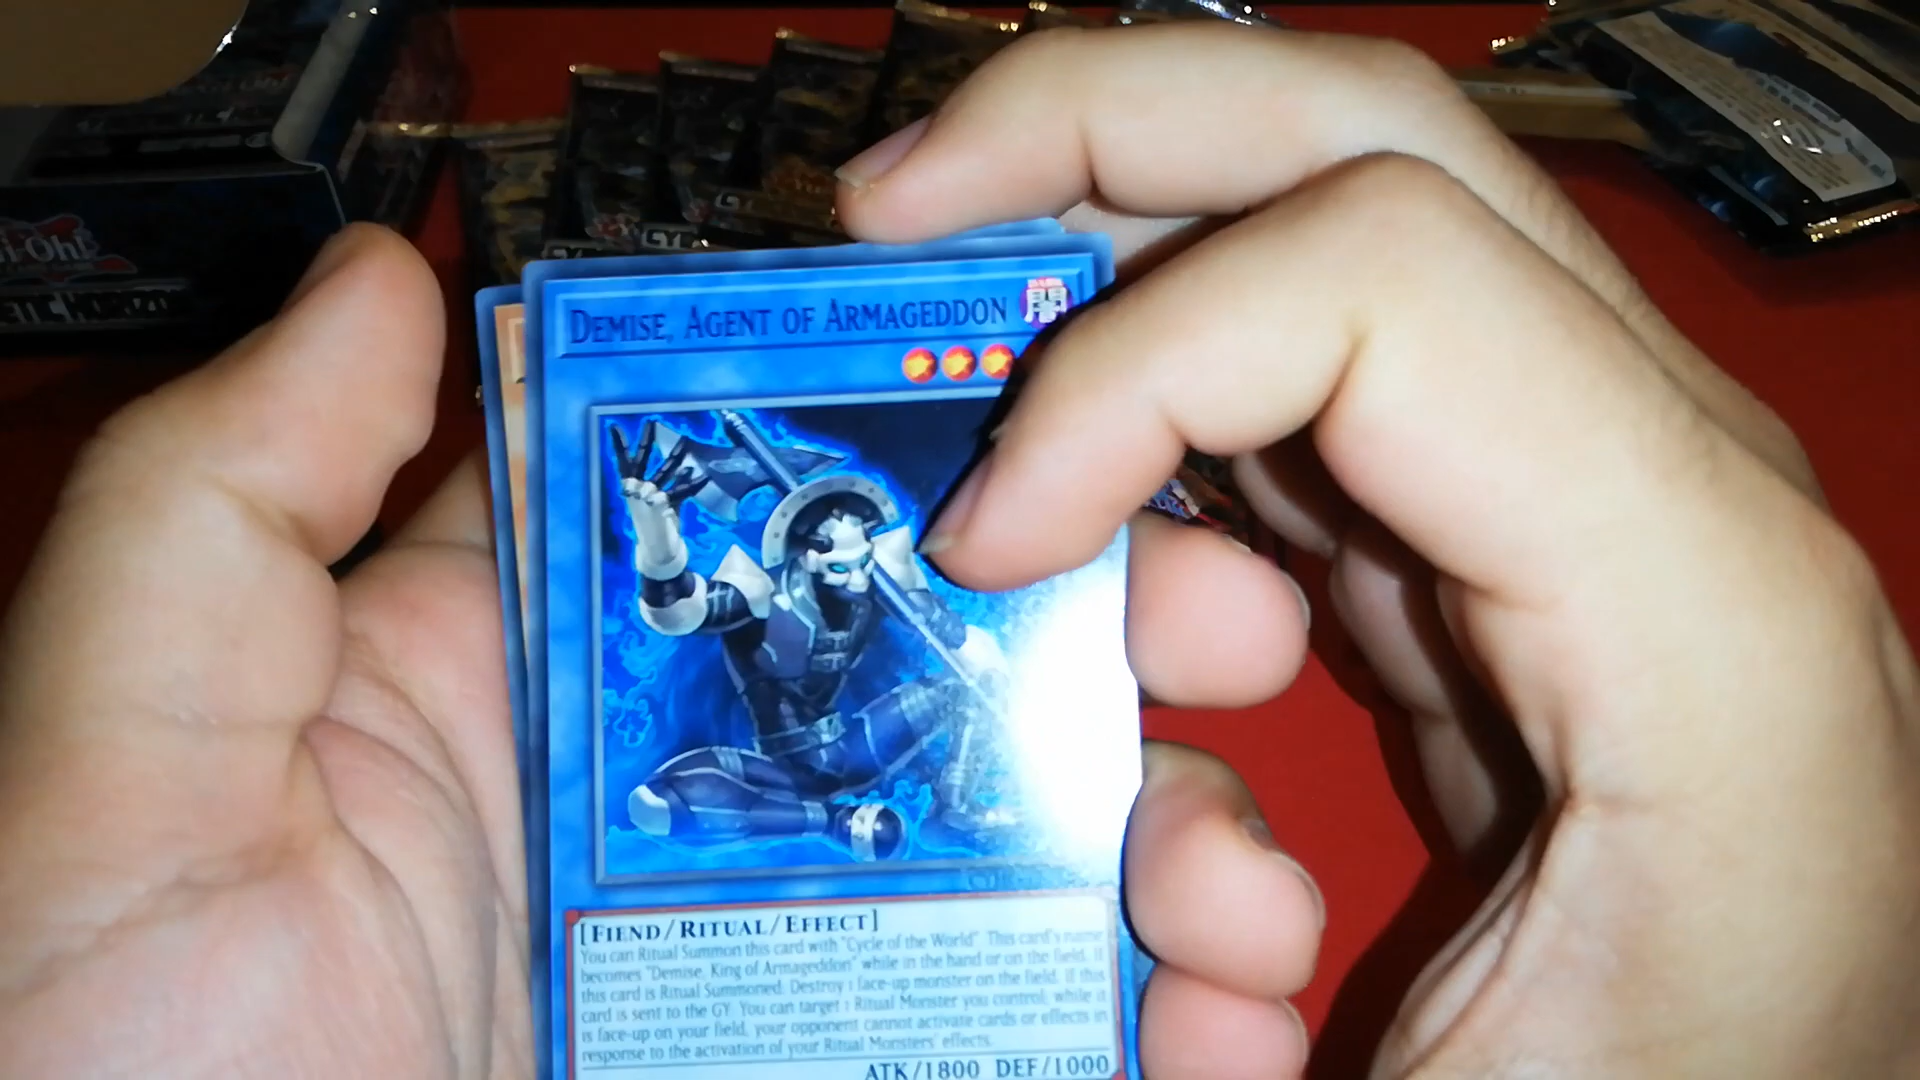 DEMISE, AGENT OF ARMAGEDDON
闇
[FIEND/RITUAL/EFFECT]
You can Ritual Summon this card with "Cycle of the World". This card's name
becomes "Demise, King of Armageddon" while in the hand or on the field. If
this card is Ritual Summoned: Destroy 1 face-up monster on the field. If this
card is sent to the GY: You can target 1 Ritual Monster you control; while it
is face-up on your field, your opponent cannot activate cards or effects in
response to the activation of your Ritual Monsters' effects.
ATK/1800 DEF/1000
-Oh!
ETIC HORIZO